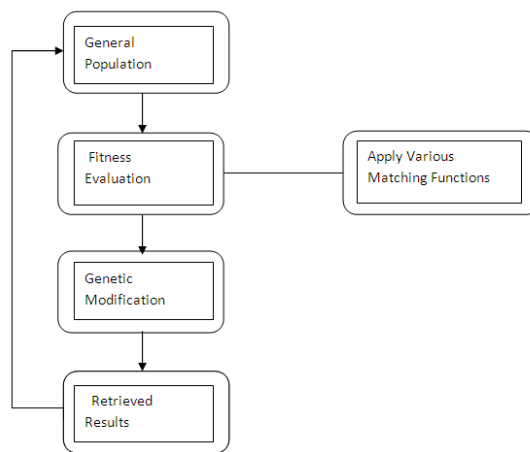 General
Population
Fitness
Evaluation
Apply Various
Matching Functions
Genetic
Modification
Retrieved
Results